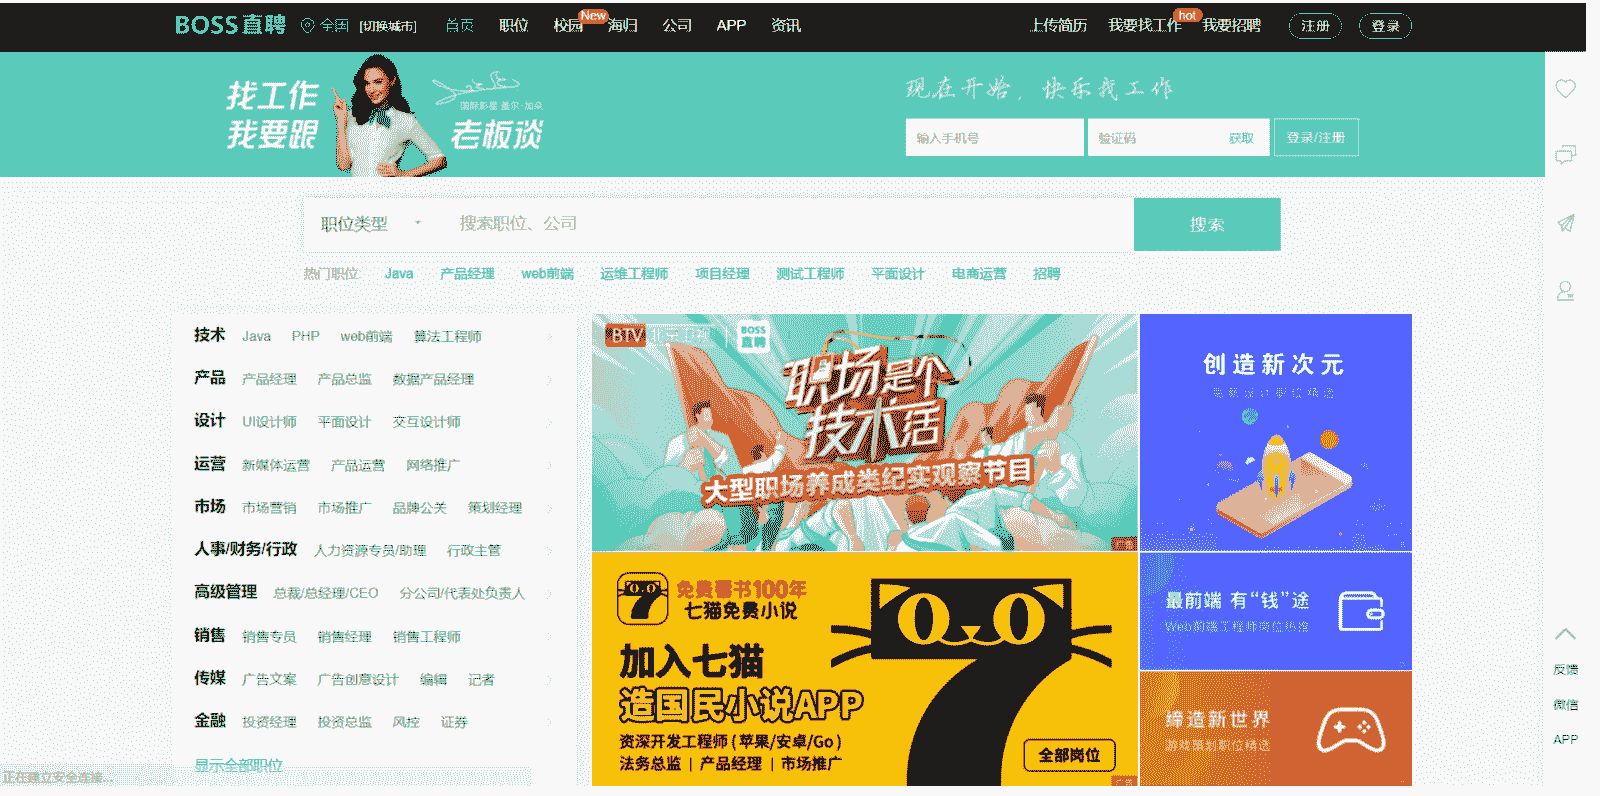 BOSS直聘 全国 [切换城市] 首页 职位 校园 New 海归 公司 APP 资讯 上传简历 我要找工作 hot 我要招聘 注册 登录
找工作
我要跟
国际影星 盖尔·加朵
老板谈
现在开始，快乐找工作
输入手机号 验证码 获取 登录/注册
职位类型 搜索职位、公司 搜索
热门职位 Java 产品经理 web前端 运维工程师 项目经理 测试工程师 平面设计 电商运营 招聘
技术 Java PHP web前端 算法工程师
产品 产品经理 产品总监 数据产品经理
设计 UI设计师 平面设计 交互设计师
运营 新媒体运营 产品运营 网络推广
市场 市场营销 市场推广 品牌公关 策划经理
人事/财务/行政 人力资源专员/助理 行政主管
高级管理 总裁/总经理/CEO 分公司/代表处负责人
销售 销售专员 销售经理 销售工程师
传媒 广告文案 广告创意设计 编辑 记者
金融 投资经理 投资总监 风控 证券
显示全部职位
正在建立安全连接...
BTV 北京卫视 BOSS直聘
职场是个
技术活
大型职场养成类纪实观察节目
广告
创造新次元
免费看书100年
七猫免费小说
加入七猫
造国民小说APP
资深开发工程师(苹果/安卓/Go)
法务总监 | 产品经理 | 市场推广
全部岗位
广告
最前端 有“钱”途
Web前端工程师岗位热推
缔造新世界
游戏策划职位精选
反馈
微信
APP